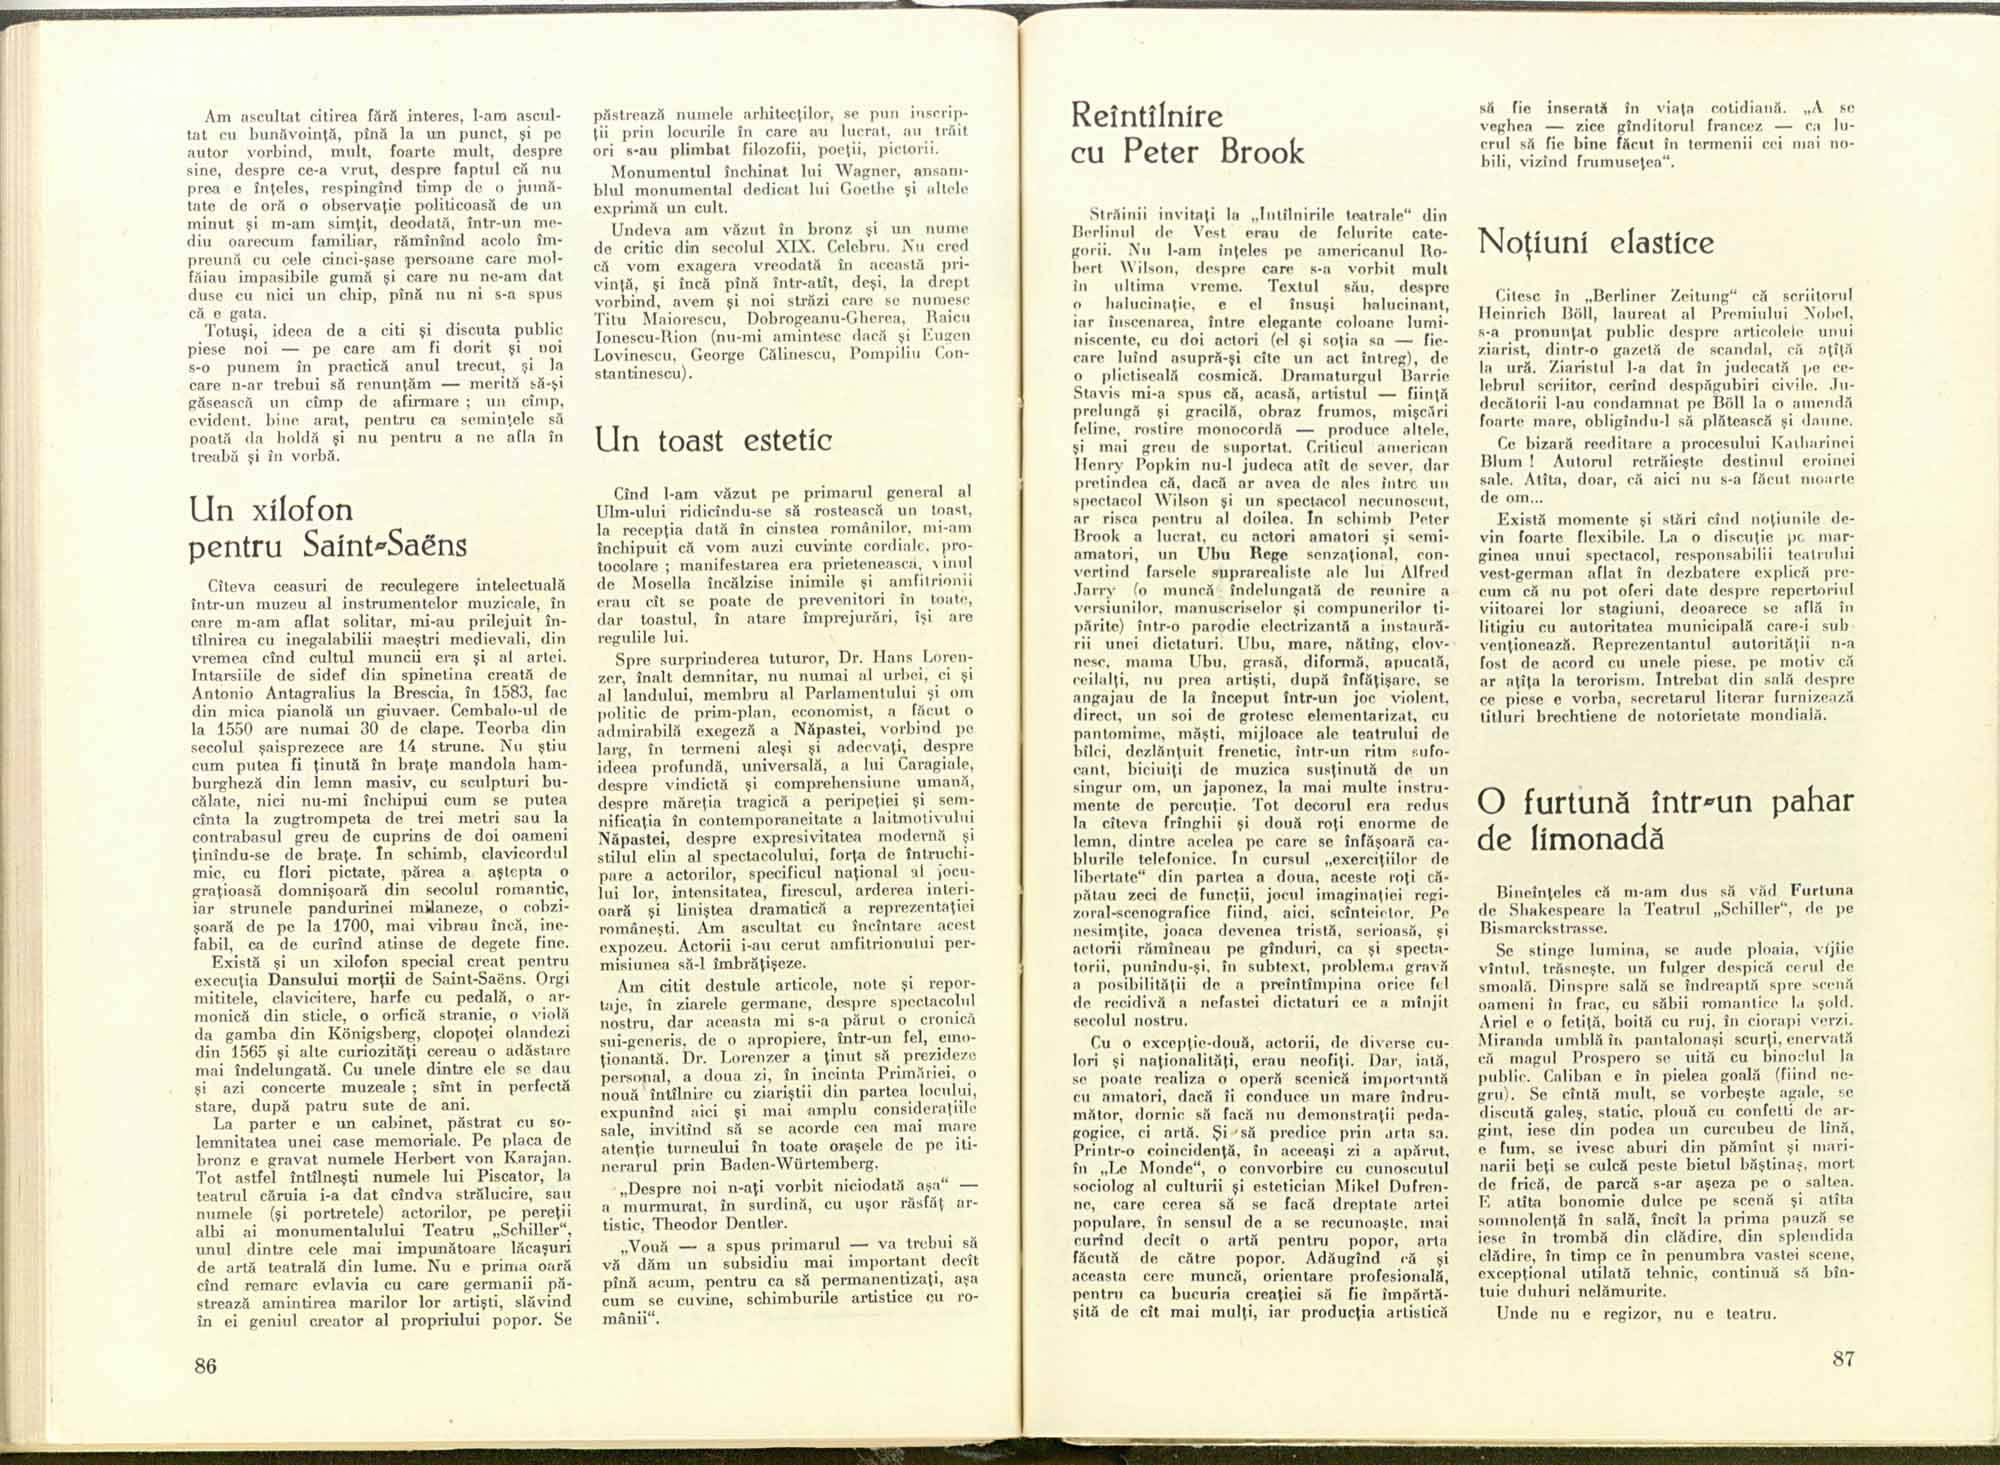 Am ascultat citirea fără interes, l-am ascul-
tat cu bunăvoință, pînă la un punct, și pe
autor vorbind, mult, foarte mult, despre
sine, despre ce-a vrut, despre faptul că nu
prea e înțeles, respingînd timp de o jumă-
tate de oră o observație politicoasă de un
minut și m-am simțit, deodată, într-un me-
diu oarecum familiar, rămînînd acolo îm-
preună cu cele cinci-șase persoane care mol-
făiau impasibile gumă și care nu ne-am dat
duse cu nici un chip, pînă nu ni s-a spus
că e gata.
Totuși, ideea de a citi și discuta public
piese noi — pe care am fi dorit și noi
s-o punem în practică anul trecut, și la
care n-ar trebui să renunțăm — merită să-și
găsească un cîmp de afirmare ; un cîmp,
evident, bine arat, pentru ca semințele să
poată da holdă și nu pentru a ne afla în
treabă și în vorbă.
Un xilofon
pentru Saint-Saëns
Cîteva ceasuri de reculegere intelectuală
într-un muzeu al instrumentelor muzicale, în
care m-am aflat solitar, mi-au prilejuit în-
tîlnirea cu inegalabilii maeștri medievali, din
vremea cînd cultul muncii era și al artei.
Intarsiile de sidef din spinetina creată de
Antonio Antagralius la Brescia, în 1583, fac
din mica pianolă un giuvaer. Cembalo-ul de
la 1550 are numai 30 de clape. Teorba din
secolul șaisprezece are 14 strune. Nu știu
cum putea fi ținută în brațe mandola ham-
burgheză din lemn masiv, cu sculpturi bu-
călate, nici nu-mi închipui cum se putea
cînta la zugtrompeta de trei metri sau la
contrabasul greu de cuprins de doi oameni
ținîndu-se de brațe. In schimb, clavicordul
mic, cu flori pictate, părea a aștepta o
grațioasă domnișoară din secolul romantic,
iar strunele pandurinei milaneze, o cobzi-
șoară de pe la 1700, mai vibrau încă, ine-
fabil, ca de curînd atinse de degete fine.
Există și un xilofon special creat pentru
execuția Dansului morții de Saint-Saëns. Orgi
mititele, clavicitere, harfe cu pedală, o ar-
monică din sticle, o orfică stranie, o violă
da gamba din Königsberg, clopoței olandezi
din 1565 și alte curiozități cereau o adăstare
mai îndelungată. Cu unele dintre ele se dau
și azi concerte muzeale ; sînt in perfectă
stare, după patru sute de ani.
La parter e un cabinet, păstrat cu so-
lemnitatea unei case memoriale. Pe placa de
bronz e gravat numele Herbert von Karajan.
Tot astfel întîlnești numele lui Piscator, la
teatrul căruia i-a dat cîndva strălucire, sau
numele (și portretele) actorilor, pe pereții
albi ai monumentalului Teatru „Schiller“,
unul dintre cele mai impunătoare lăcașuri
de artă teatrală din lume. Nu e prima oară
cînd remarc evlavia cu care germanii pă-
strează amintirea marilor lor artiști, slăvind
în ei geniul creator al propriului popor. Se
86
păstrează numele arhitecților, se pun inscrip-
ții prin locurile în care au lucrat, au trăit
ori s-au plimbat filozofii, poeții, pictorii.
Monumentul închinat lui Wagner, ansam-
blul monumental dedicat lui Goethe și altele
exprimă un cult.
Undeva am văzut în bronz și un nume
de critic din secolul XIX. Celebru. Nu cred
că vom exagera vreodată în această pri-
vință, și încă pînă într-atît, deși, la drept
vorbind, avem și noi străzi care se numesc
Titu Maiorescu, Dobrogeanu-Gherea, Raicu
Ionescu-Rion (nu-mi amintesc dacă și Eugen
Lovinescu, George Călinescu, Pompiliu Con-
stantinescu).
Un toast estetic
Cînd l-am văzut pe primarul general al
Ulm-ului ridicîndu-se să rostească un toast,
la recepția dată în cinstea românilor, mi-am
închipuit că vom auzi cuvinte cordiale, pro-
tocolare ; manifestarea era prietenească, vinul
de Mosella încălzise inimile și amfitrionii
erau cît se poate de prevenitori în toate,
dar toastul, în atare împrejurări, își are
regulile lui.
Spre surprinderea tuturor, Dr. Hans Loren-
zer, înalt demnitar, nu numai al urbei, ci și
al landului, membru al Parlamentului și om
politic de prim-plan, economist, a făcut o
admirabilă exegeză a Năpastei, vorbind pe
larg, în termeni aleși și adecvați, despre
ideea profundă, universală, a lui Caragiale,
despre vindictă și comprehensiune umană,
despre măreția tragică a peripeției și sem-
nificația în contemporaneitate a laitmotivului
Năpastei, despre expresivitatea modernă și
stilul elin al spectacolului, forța de întruchi-
pare a actorilor, specificul național al jocu-
lui lor, intensitatea, firescul, arderea interi-
oară și liniștea dramatică a reprezentației
românești. Am ascultat cu încîntare acest
expozeu. Actorii i-au cerut amfitrionului per-
misiunea să-l îmbrățișeze.
Am citit destule articole, note și repor-
taje, în ziarele germane, despre spectacolul
nostru, dar aceasta mi s-a părut o cronică
sui-generis, de o apropiere, într-un fel, emo-
ționantă. Dr. Lorenzer a ținut să prezideze
personal, a doua zi, în incinta Primăriei, o
nouă întîlnire cu ziariștii din partea locului,
expunînd aici și mai amplu considerațiile
sale, invitînd să se acorde cea mai mare
atenție turneului în toate orașele de pe iti-
nerarul prin Baden-Würtemberg.
„Despre noi n-ați vorbit niciodată așa“ —
a murmurat, în surdină, cu ușor răsfăț ar-
tistic, Theodor Dentler.
„Vouă — a spus primarul — va trebui să
vă dăm un subsidiu mai important decît
pînă acum, pentru ca să permanentizați, așa
cum se cuvine, schimburile artistice cu ro-
mânii“.
Reîntîlnire
cu Peter Brook
Străinii invitați la „Intîlnirile teatrale“ din
Berlinul de Vest erau de felurite cate-
gorii. Nu l-am înțeles pe americanul Ro-
bert Wilson, despre care s-a vorbit mult
în ultima vreme. Textul său, despre
o halucinație, e el însuși halucinant,
iar înscenarea, între elegante coloane lumi-
niscente, cu doi actori (el și soția sa — fie-
care luînd asupră-și cîte un act întreg), de
o plictiseală cosmică. Dramaturgul Barrie
Stavis mi-a spus că, acasă, artistul — ființă
prelungă și gracilă, obraz frumos, mișcări
feline, rostire monocordă — produce altele,
și mai greu de suportat. Criticul american
Henry Popkin nu-l judeca atît de sever, dar
pretindea că, dacă ar avea de ales între un
spectacol Wilson și un spectacol necunoscut,
ar risca pentru al doilea. In schimb Peter
Brook a lucrat, cu actori amatori și semi-
amatori, un Ubu Rege senzațional, con-
vertind farsele suprarealiste ale lui Alfred
Jarry (o muncă îndelungată de reunire a
versiunilor, manuscriselor și compunerilor ti-
părite) într-o parodie electrizantă a instaură-
rii unei dictaturi. Ubu, mare, nătîng, clov-
nesc, mama Ubu, grasă, diformă, apucată,
ceilalți, nu prea artiști, după înfățișare, se
angajau de la început într-un joc violent,
direct, un soi de grotesc elementarizat, cu
pantomime, măști, mijloace ale teatrului de
bîlci, dezlănțuit frenetic, într-un ritm sufo-
cant, biciuiți de muzica susținută de un
singur om, un japonez, la mai multe instru-
mente de percuție. Tot decorul era redus
la cîteva frînghii și două roți enorme de
lemn, dintre acelea pe care se înfășoară ca-
blurile telefonice. In cursul „exercițiilor de
libertate“ din partea a doua, aceste roți că-
pătau zeci de funcții, jocul imaginației regi-
zoral-scenografice fiind, aici, scînteietor. Pe
nesimțite, joaca devenea tristă, serioasă, și
actorii rămîneau pe gînduri, ca și specta-
torii, punîndu-și, în subtext, problema gravă
a posibilității de a preîntîmpina orice fel
de recidivă a nefastei dictaturi ce a mînjit
secolul nostru.
Cu o excepție-două, actorii, de diverse cu-
lori și naționalități, erau neofiți. Dar, iată,
se poate realiza o operă scenică importantă
cu amatori, dacă îi conduce un mare îndru-
mător, dornic să facă nu demonstrații peda-
gogice, ci artă. Și să predice prin arta sa.
Printr-o coincidență, în aceeași zi a apărut,
în „Le Monde“, o convorbire cu cunoscutul
sociolog al culturii și estetician Mikel Dufren-
ne, care cerea să se facă dreptate artei
populare, în sensul de a se recunoaște, mai
curînd decît o artă pentru popor, arta
făcută de către popor. Adăugînd că și
aceasta cere muncă, orientare profesională,
pentru ca bucuria creației să fie împărtă-
șită de cît mai mulți, iar producția artistică
să fie inserată în viața cotidiană. „A se
veghea — zice gînditorul francez — ca lu-
crul să fie bine făcut în termenii cei mai no-
bili, vizînd frumusețea“.
Noțiuni elastice
Citesc în „Berliner Zeitung“ că scriitorul
Heinrich Böll, laureat al Premiului Nobel,
s-a pronunțat public despre articolele unui
ziarist, dintr-o gazetă de scandal, că ațîță
la ură. Ziaristul l-a dat în judecată pe ce-
lebrul scriitor, cerînd despăgubiri civile. Ju-
decătorii l-au condamnat pe Böll la o amendă
foarte mare, obligîndu-l să plătească și daune.
Ce bizară reeditare a procesului Katharinei
Blum ! Autorul retrăiește destinul eroinei
sale. Atîta, doar, că aici nu s-a făcut moarte
de om...
Există momente și stări cînd noțiunile de-
vin foarte flexibile. La o discuție pe mar-
ginea unui spectacol, responsabilii teatrului
vest-german aflat în dezbatere explică pre-
cum că nu pot oferi date despre repertoriul
viitoarei lor stagiuni, deoarece se află în
litigiu cu autoritatea municipală care-i sub
venționează. Reprezentantul autorității n-a
fost de acord cu unele piese, pe motiv că
ar ațîța la terorism. Intrebat din sală despre
ce piese e vorba, secretarul literar furnizează
titluri brechtiene de notorietate mondială.
O furtună într-un pahar
de limonadă
Bineînțeles că m-am dus să văd Furtuna
de Shakespeare la Teatrul „Schiller“, de pe
Bismarckstrasse.
Se stinge lumina, se aude ploaia, vîjîie
vîntul, trăsnește, un fulger despică cerul de
smoală. Dinspre sală se îndreaptă spre scenă
oameni în frac, cu săbii romantice la șold.
Ariel e o fetiță, boită cu ruj, în ciorapi verzi.
Miranda umblă în pantalonași scurți, enervată
că magul Prospero se uită cu binoclul la
public. Caliban e în pielea goală (fiind ne-
gru). Se cîntă mult, se vorbește agale, se
discută galeș, static, plouă cu confetti de ar-
gint, iese din podea un curcubeu de lînă,
e fum, se ivesc aburi din pămînt și mari-
narii beți se culcă peste bietul băștinaș, mort
de frică, de parcă s-ar așeza pe o saltea.
E atîta bonomie dulce pe scenă și atîta
somnolență în sală, încît la prima pauză se
iese în trombă din clădire, din splendida
clădire, în timp ce în penumbra vastei scene,
excepțional utilată tehnic, continuă să bîn-
tuie duhuri nelămurite.
Unde nu e regizor, nu e teatru.
87